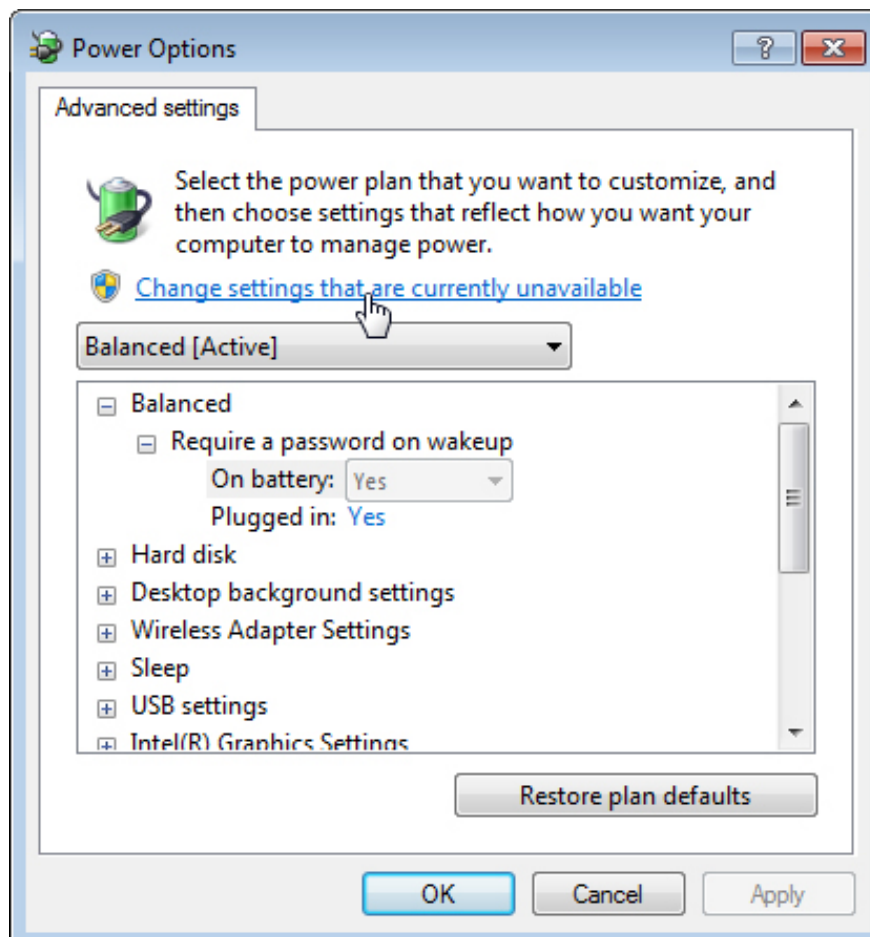 Power Options
Advanced settings
Select the power plan that you want to customize, and
then choose settings that reflect how you want your
computer to manage power.
Change settings that are currently unavailable
Balanced [Active]
Balanced
Require a password on wakeup
On battery: Yes
Plugged in: Yes
Hard disk
Desktop background settings
Wireless Adapter Settings
Sleep
USB settings
Intel(R) Graphics Settings
Restore plan defaults
OK Cancel Apply